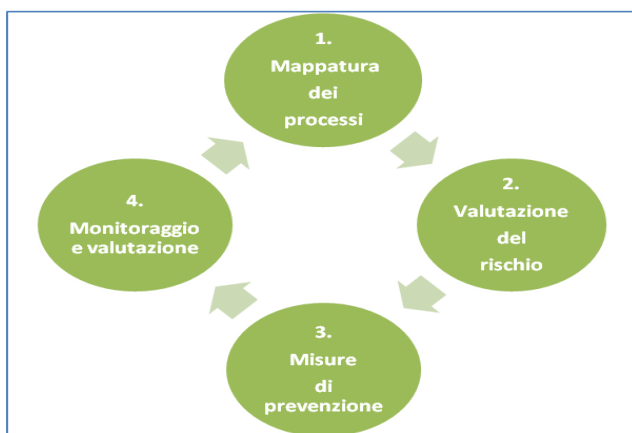 1.
Mappatura
dei
processi
2.
Valutazione
del
rischio
3.
Misure
di
prevenzione
4.
Monitoraggio
e valutazione